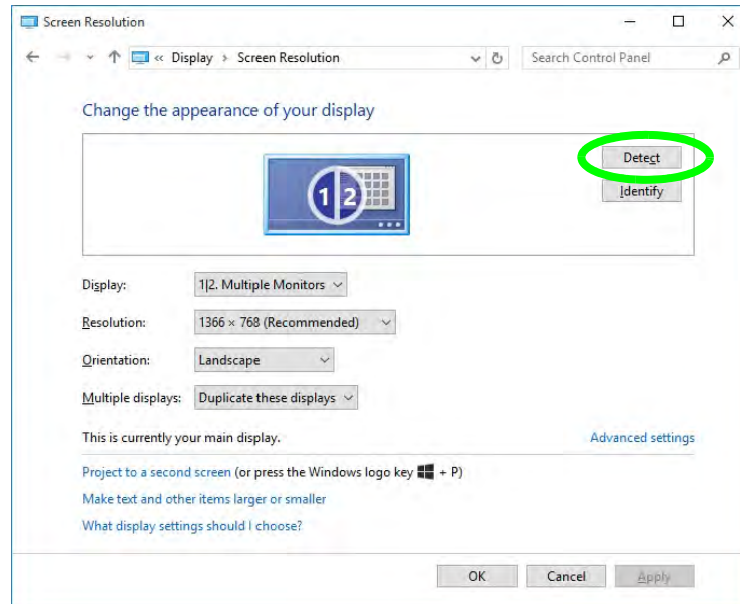 Screen Resolution
« Display › Screen Resolution
Search Control Panel
Change the appearance of your display
Detect
1 2
Identify
Display: 1|2. Multiple Monitors
Resolution: 1366 × 768 (Recommended)
Orientation: Landscape
Multiple displays: Duplicate these displays
This is currently your main display. Advanced settings
Project to a second screen (or press the Windows logo key + P)
Make text and other items larger or smaller
What display settings should I choose?
OK Cancel Apply